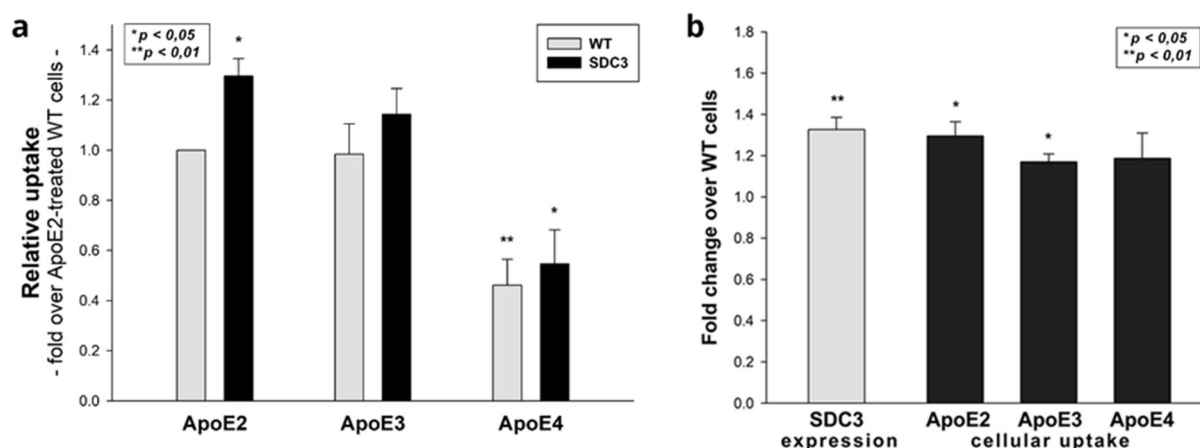 a
*p < 0,05
**p < 0,01
WT
SDC3
Relative uptake
- fold over ApoE2-treated WT cells -
1.4
1.2
1.0
0.8
0.6
0.4
0.2
0.0
*
**
*
ApoE2
ApoE3
ApoE4
b
*p < 0,05
**p < 0,01
Fold change over WT cells
1.8
1.6
1.4
1.2
1.0
0.8
0.6
0.4
0.2
0.0
**
*
*
SDC3
expression
ApoE2
ApoE3
ApoE4
cellular uptake